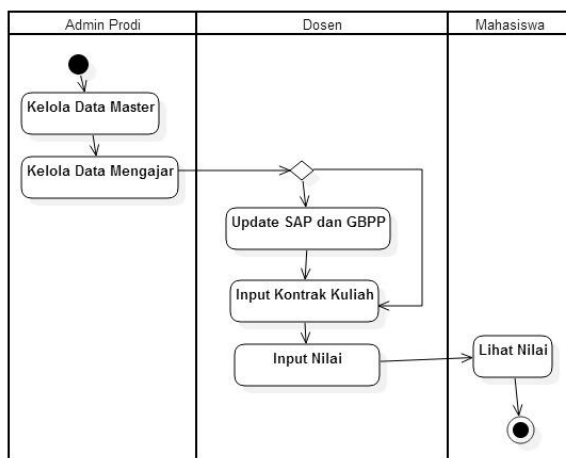 Admin Prodi
Dosen
Mahasiswa
Kelola Data Master
Kelola Data Mengajar
Update SAP dan GBPP
Input Kontrak Kuliah
Input Nilai
Lihat Nilai